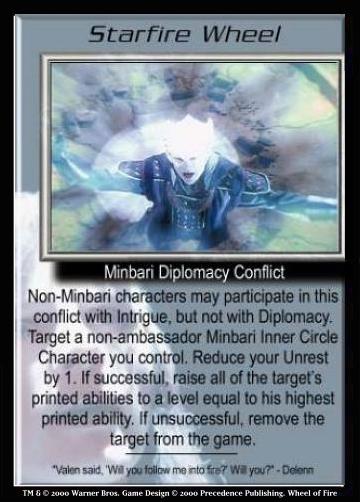 Starfire Wheel
Minbari Diplomacy Conflict
Non-Minbari characters may participate in this
conflict with Intrigue, but not with Diplomacy.
Target a non-ambassador Minbari Inner Circle
Character you control. Reduce your Unrest
by 1. If successful, raise all of the target's
printed abilities to a level equal to his highest
printed ability. If unsuccessful, remove the
target from the game.
"Valen said, 'Will you follow me into fire?' Will you?" - Delenn
TM & © 2000 Warner Bros. Game Design © 2000 Precedence Publishing. Wheel of Fire